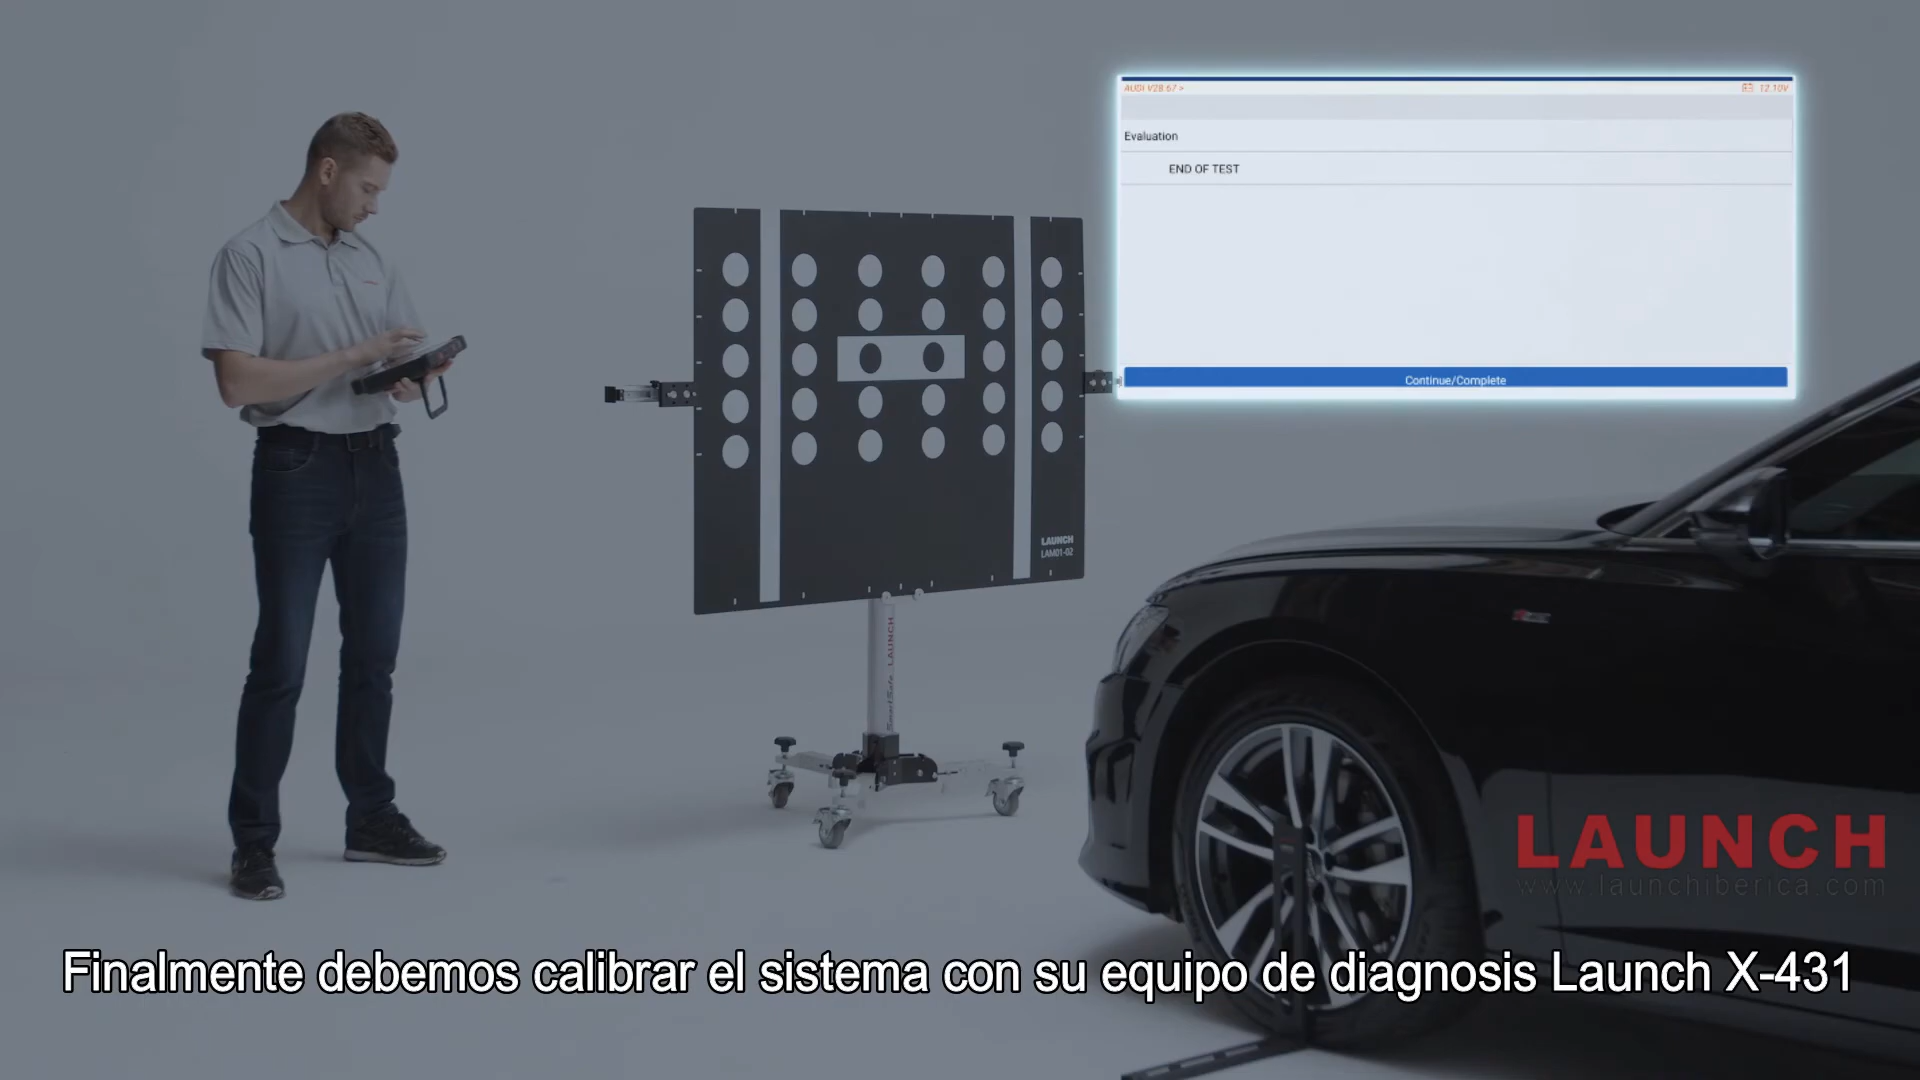 AUDI V28.67 >
12.10V
Evaluation
END OF TEST
Continue/Complete
LAUNCH
LAM01-02
SmartSafe LAUNCH
LAUNCH
www.launchiberica.com
Finalmente debemos calibrar el sistema con su equipo de diagnosis Launch X-431